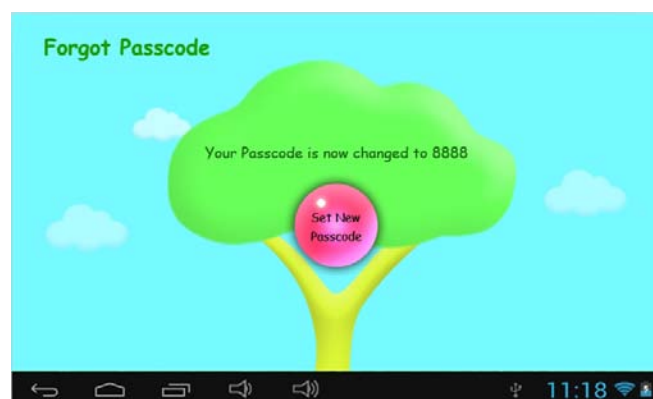 Forgot Passcode
Your Passcode is now changed to 8888
Set New
Passcode
11:18